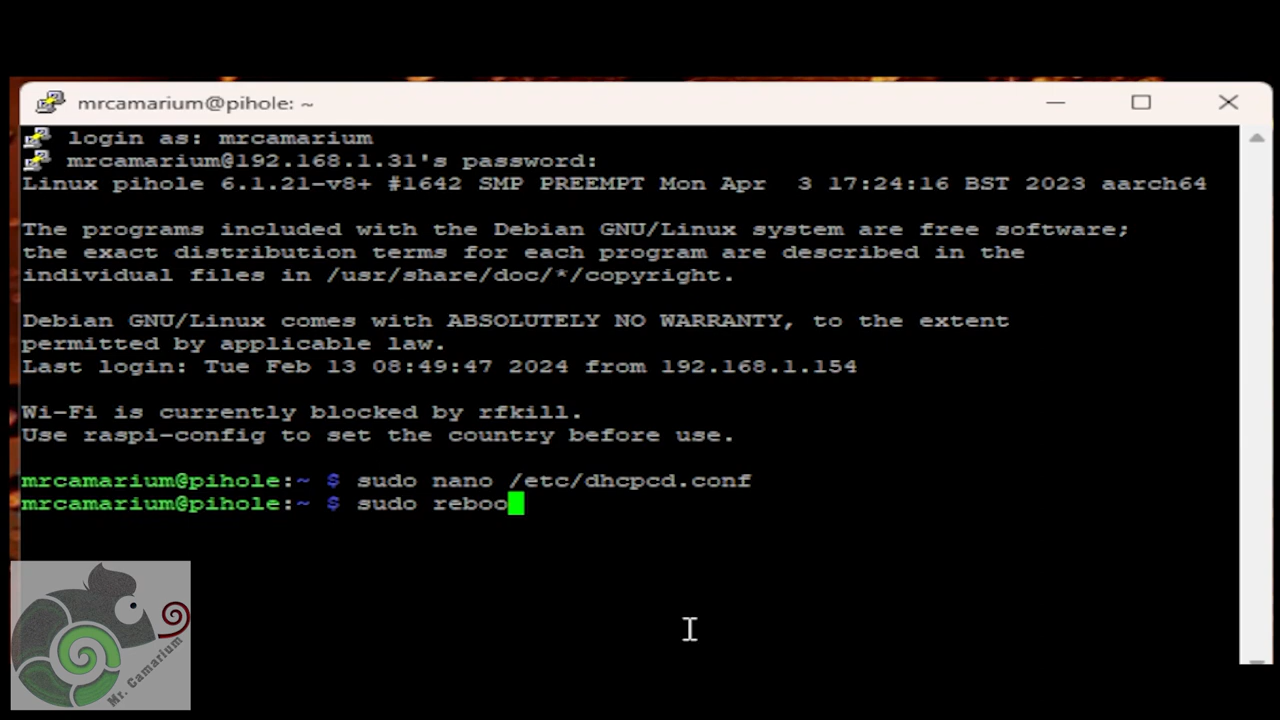 mrcamarium@pihole: ~
login as: mrcamarium
mrcamarium@192.168.1.31's password:
Linux pihole 6.1.21-v8+ #1642 SMP PREEMPT Mon Apr  3 17:24:16 BST 2023 aarch64
The programs included with the Debian GNU/Linux system are free software;
the exact distribution terms for each program are described in the
individual files in /usr/share/doc/*/copyright.
Debian GNU/Linux comes with ABSOLUTELY NO WARRANTY, to the extent
permitted by applicable law.
Last login: Tue Feb 13 08:49:47 2024 from 192.168.1.154
Wi-Fi is currently blocked by rfkill.
Use raspi-config to set the country before use.
mrcamarium@pihole:~ $ sudo nano /etc/dhcpcd.conf
mrcamarium@pihole:~ $ sudo reboo
Mr. Camarium